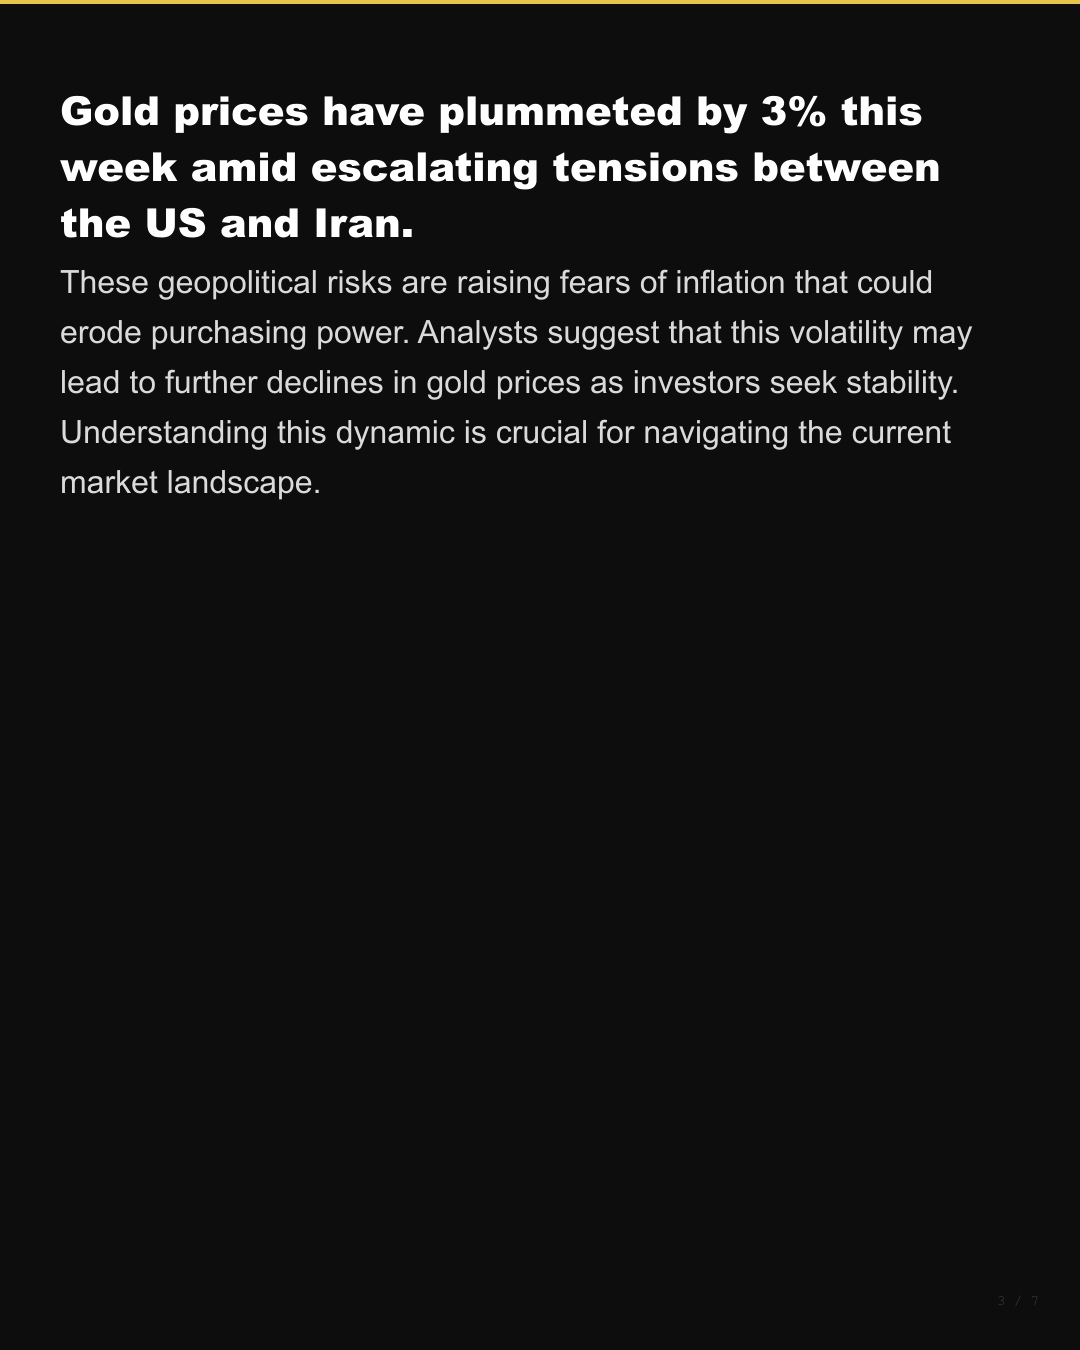 Gold prices have plummeted by 3% this
week amid escalating tensions between
the US and Iran.
These geopolitical risks are raising fears of inflation that could
erode purchasing power. Analysts suggest that this volatility may
lead to further declines in gold prices as investors seek stability.
Understanding this dynamic is crucial for navigating the current
market landscape.
3 / 7